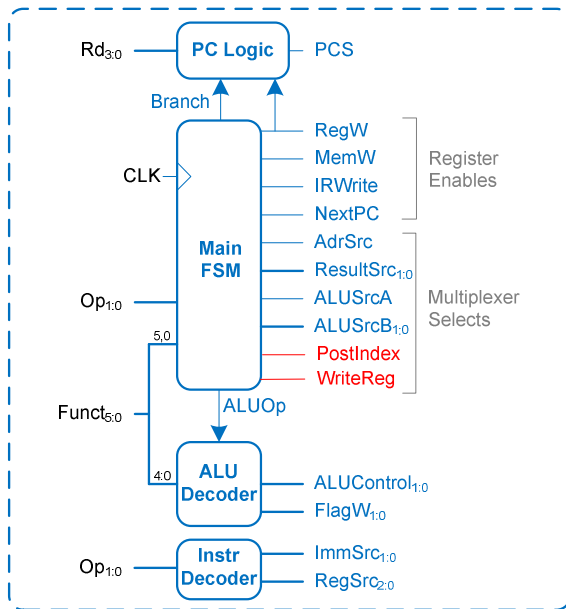 Rd3:0
PC Logic
PCS
Branch
RegW
MemW
IRWrite
NextPC
Register
Enables
CLK
Main
FSM
AdrSrc
ResultSrc1:0
ALUSrcA
ALUSrcB1:0
PostIndex
WriteReg
Multiplexer
Selects
Op1:0
5,0
Funct5:0
ALUOp
4:0
ALU
Decoder
ALUControl1:0
FlagW1:0
Op1:0
Instr
Decoder
ImmSrc1:0
RegSrc2:0